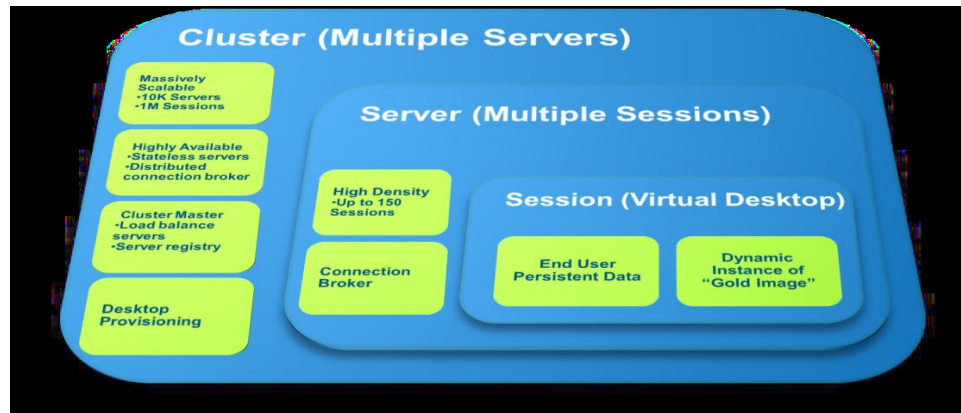 Cluster (Multiple Servers)
Massively
Scalable
•10K Servers
•1M Sessions
Highly Available
•Stateless servers
•Distributed
connection broker
Cluster Master
•Load balance
servers
•Server registry
Desktop
Provisioning
Server (Multiple Sessions)
High Density
•Up to 150
Sessions
Connection
Broker
Session (Virtual Desktop)
End User
Persistent Data
Dynamic
Instance of
“Gold Image”